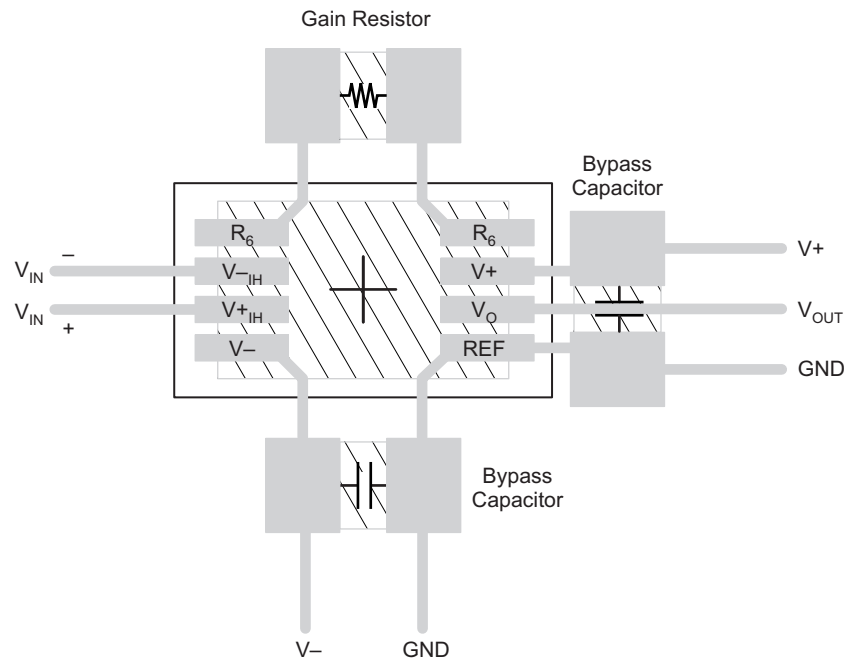 Gain Resistor
Bypass
Capacitor
R6
R6
V+
–
VIN
V–IH
V+
VIN
+
V+IH
VO
VOUT
V–
REF
GND
Bypass
Capacitor
V–
GND